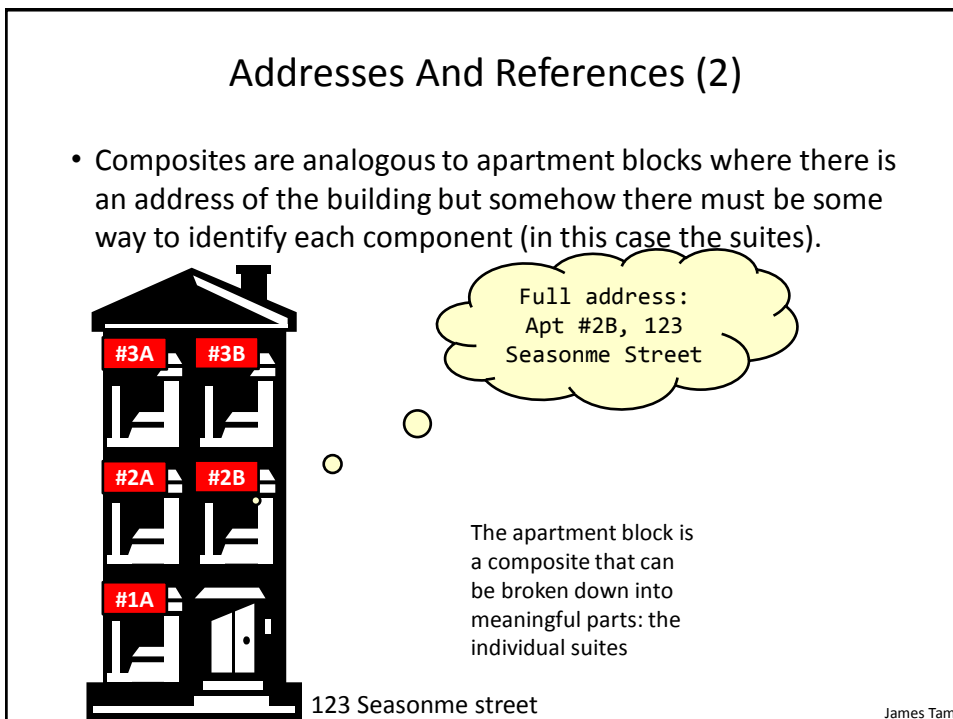 Addresses And References (2)
• Composites are analogous to apartment blocks where there is
an address of the building but somehow there must be some
way to identify each component (in this case the suites).
Full address:
Apt #2B, 123
Seasonme Street
#3A #3B
#2A #2B
#1A
The apartment block is
a composite that can
be broken down into
meaningful parts: the
individual suites
123 Seasonme street
James Tam